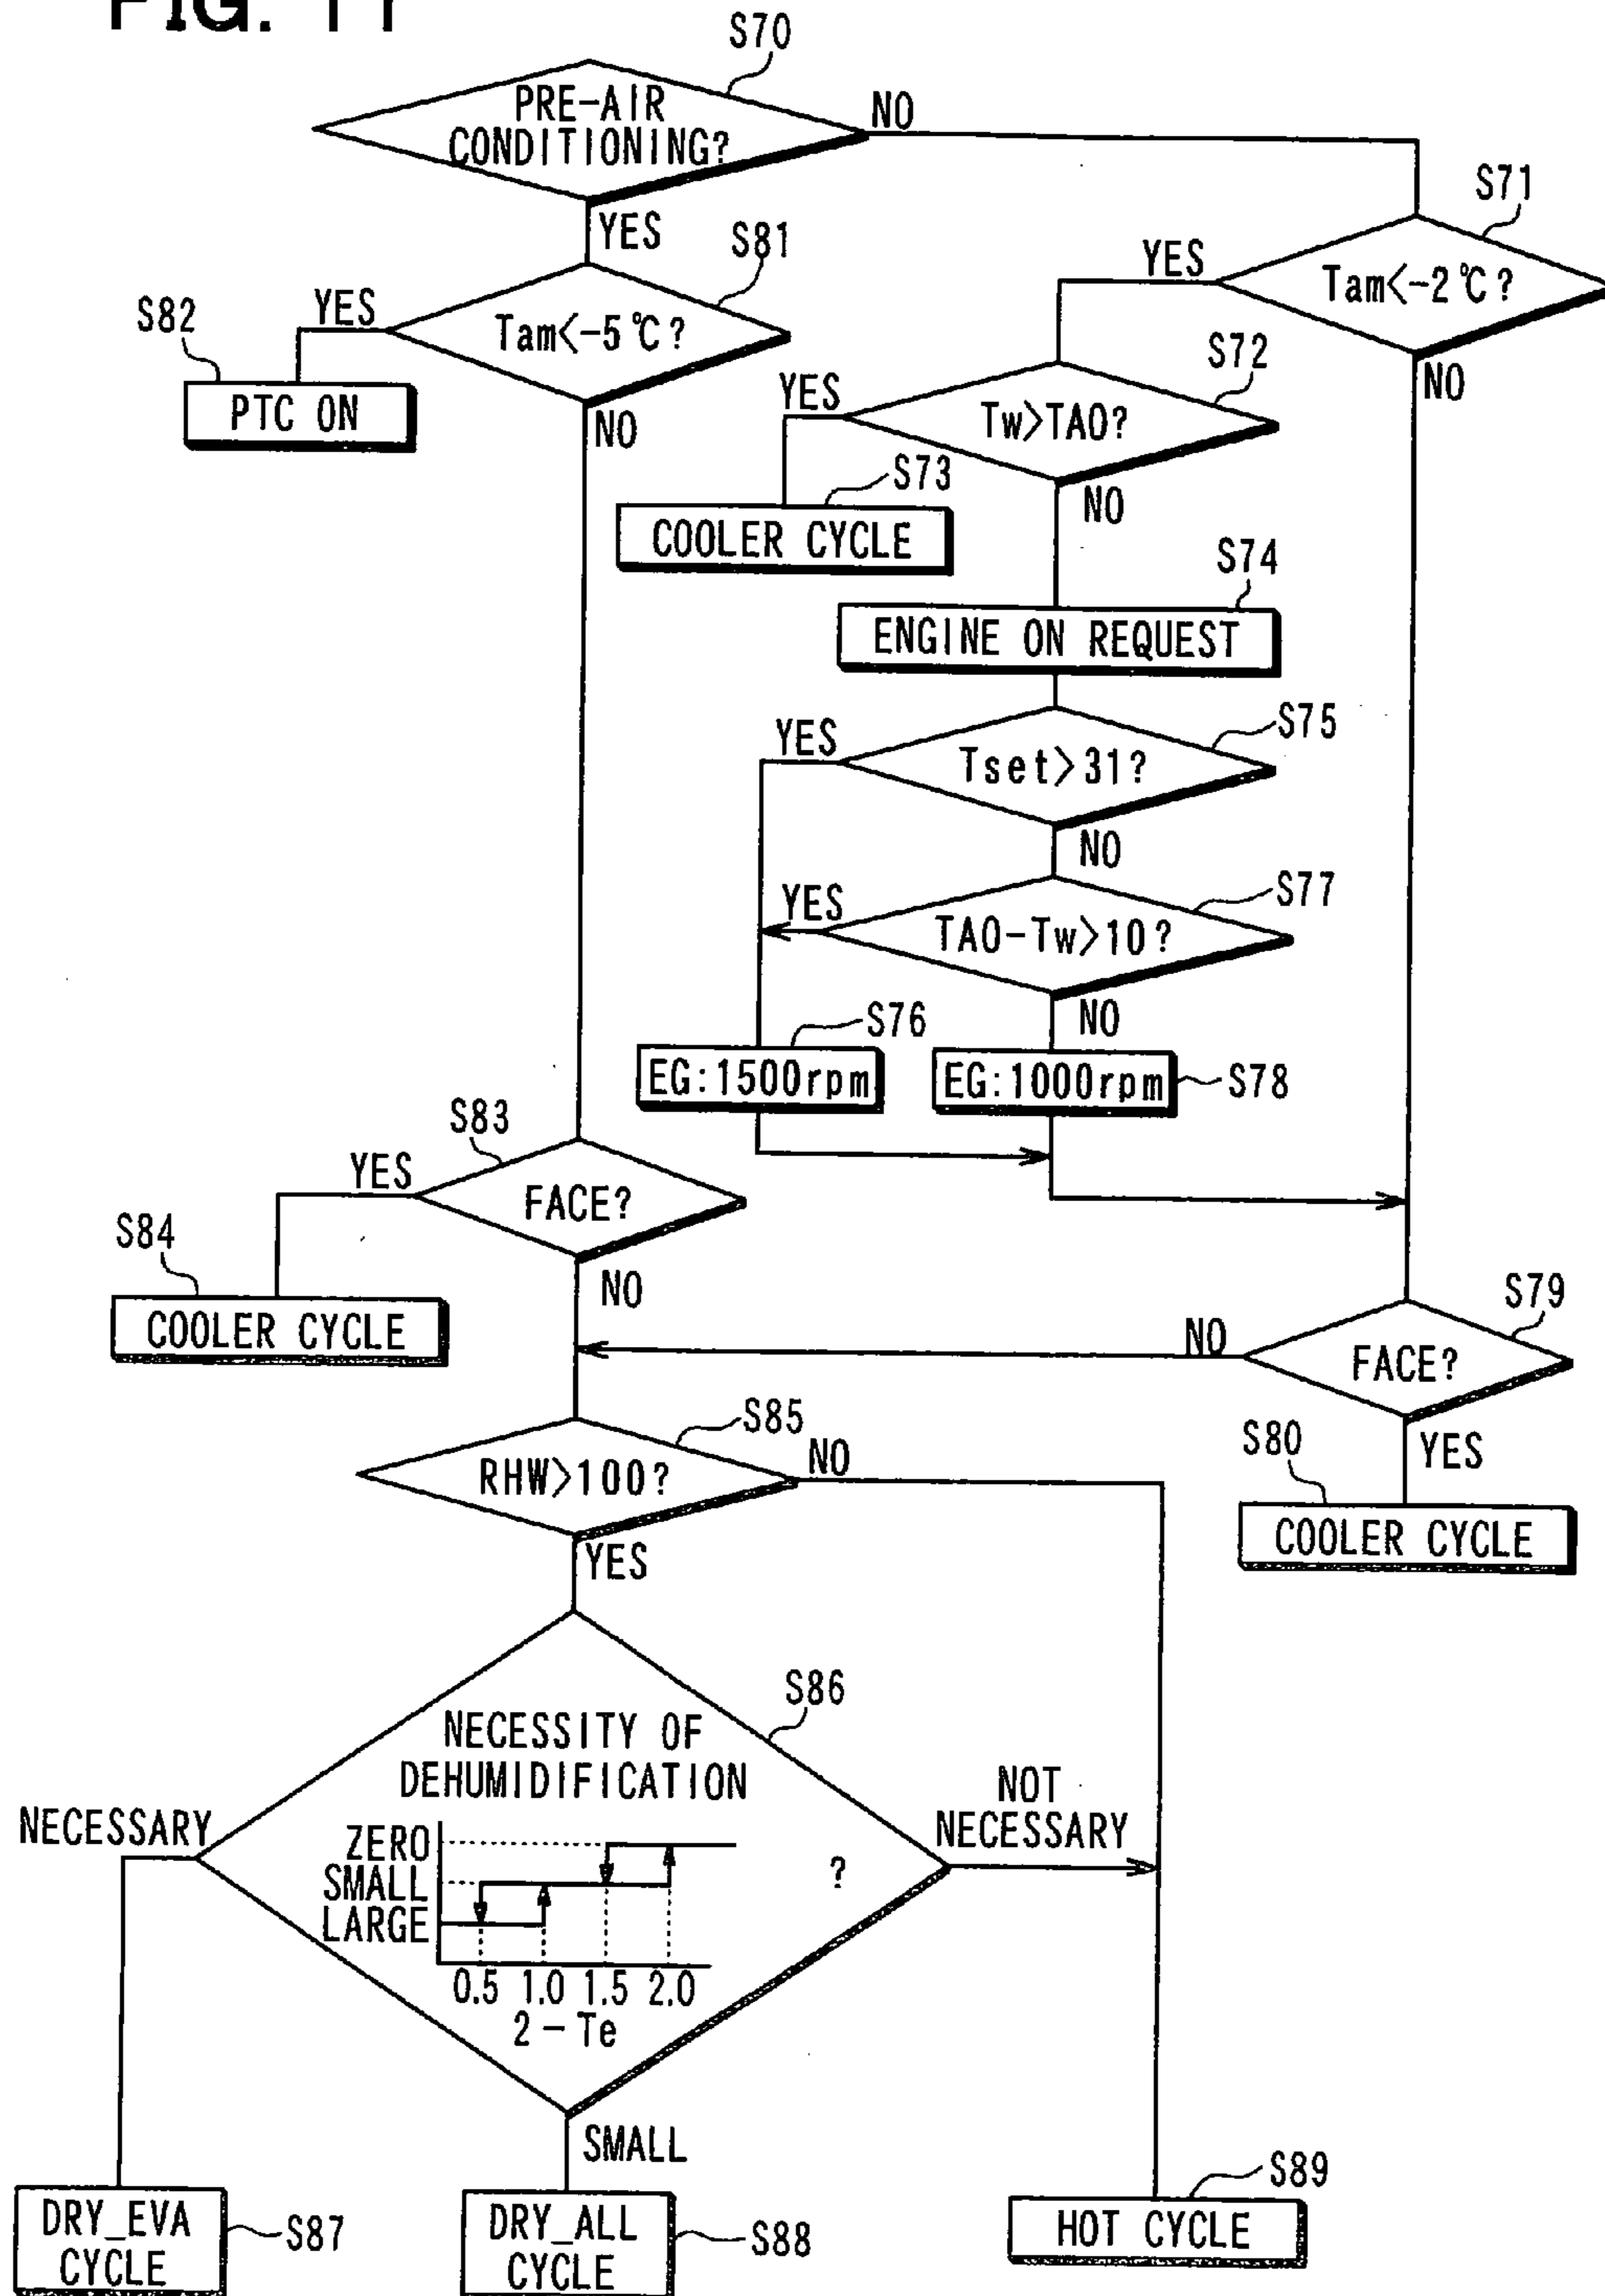 FIG. 11
S70
PRE-AIR
CONDITIONING?
NO
YES
S71
Tam<-2℃?
YES
NO
S81
Tam<-5℃?
YES
NO
S82
PTC ON
S72
Tw>TAO?
YES
NO
S73
COOLER CYCLE
S74
ENGINE ON REQUEST
S75
Tset>31?
YES
NO
S77
TAO-Tw>10?
YES
NO
S76
EG:1500rpm
EG:1000rpm
S78
S83
FACE?
YES
NO
S84
COOLER CYCLE
S79
FACE?
NO
YES
S80
COOLER CYCLE
S85
RHW>100?
NO
YES
S86
NECESSITY OF
DEHUMIDIFICATION
?
ZERO
SMALL
LARGE
0.5 1.0 1.5 2.0
2-Te
NECESSARY
NOT
NECESSARY
SMALL
DRY_EVA
CYCLE
S87
DRY_ALL
CYCLE
S88
S89
HOT CYCLE